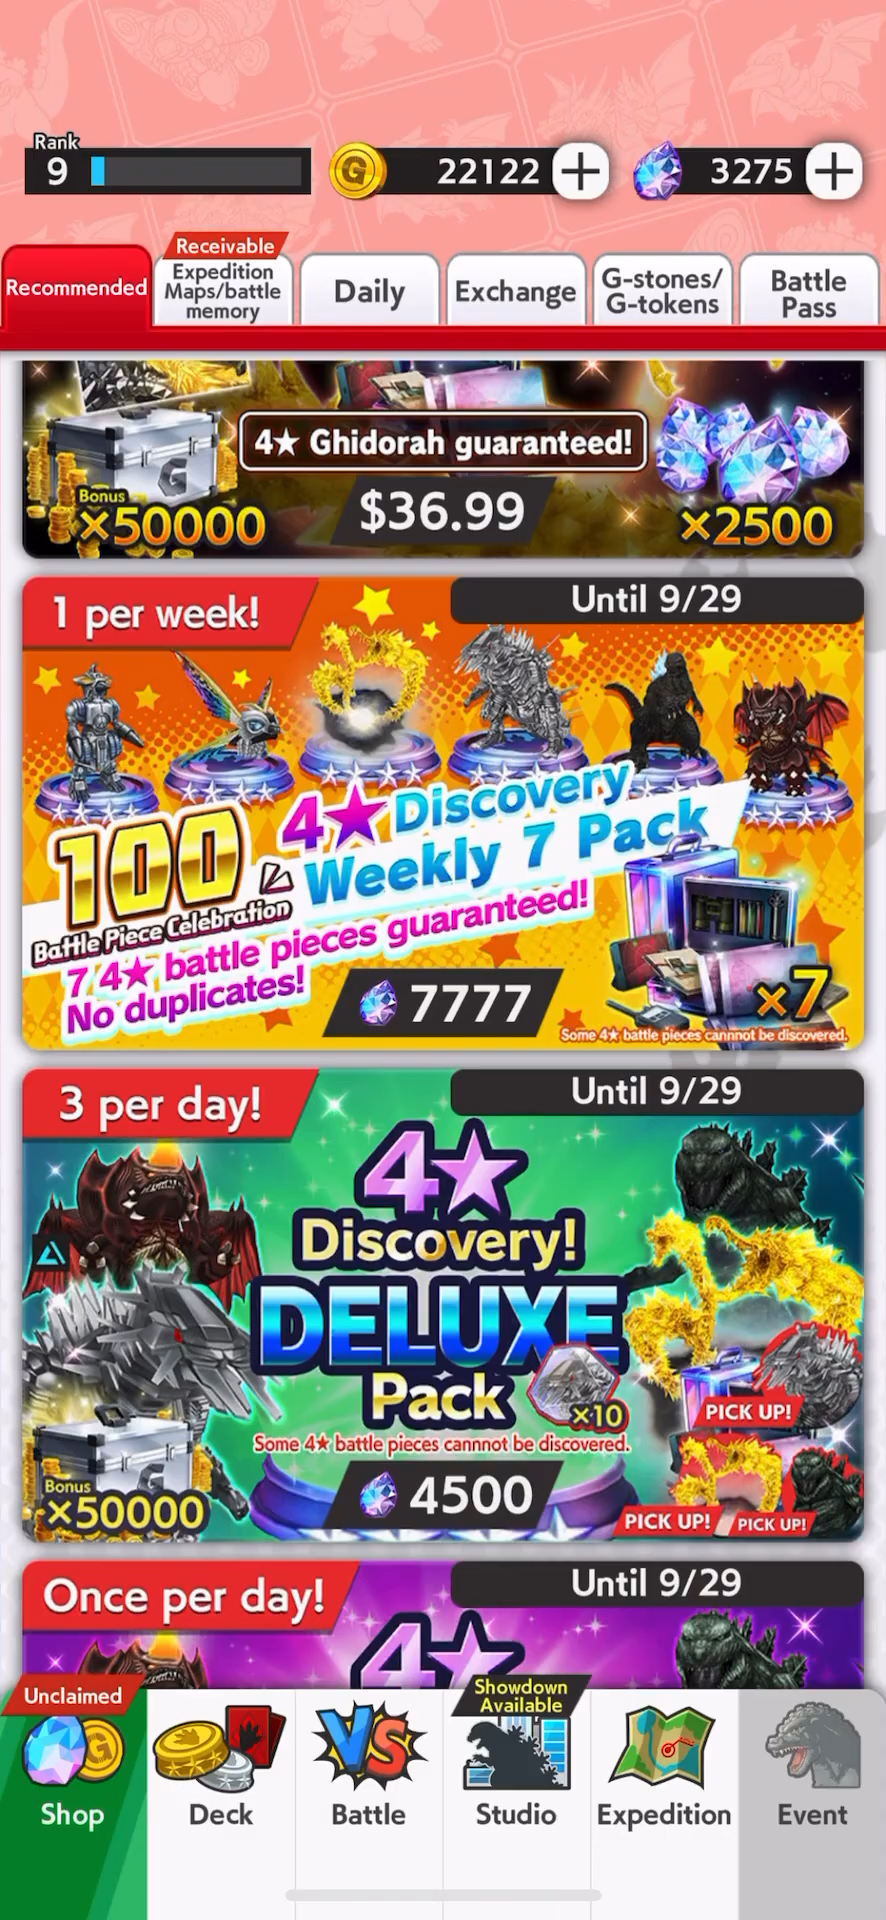 Rank
9
22122
3275
Receivable
Recommended
Expedition
Maps/battle
memory
Daily
Exchange
G-stones/
G-tokens
Battle
Pass
4★ Ghidorah guaranteed!
Bonus
×50000
$36.99
×2500
1 per week!
Until 9/29
100
Battle Piece Celebration
4★ Discovery
Weekly 7 Pack
7 4★ battle pieces guaranteed!
No duplicates!
7777
×7
Some 4★ battle pieces cannnot be discovered.
3 per day!
Until 9/29
4★
Discovery!
DELUXE
Pack
×10
Some 4★ battle pieces cannnot be discovered.
Bonus
×50000
4500
PICK UP!
PICK UP!
PICK UP!
Once per day!
Until 9/29
4★
Unclaimed
Shop
Deck
VS
Battle
Showdown
Available
Studio
Expedition
Event